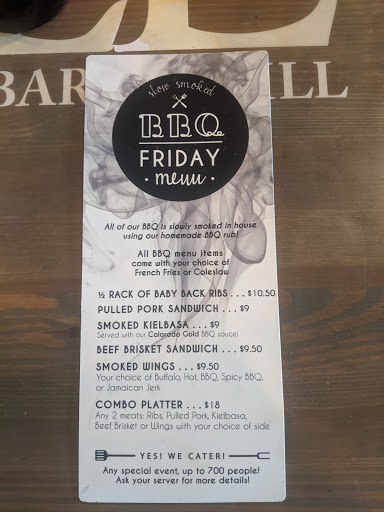 BAR
ILL
slow smoked
BBQ
FRIDAY
• menu •
All of our BBQ is slowly smoked in house
using our homemade BBQ rub!
All BBQ menu items
come with your choice of
French Fries or Coleslaw
½ RACK OF BABY BACK RIBS . . . $10.50
PULLED PORK SANDWICH . . . $9
SMOKED KIELBASA . . . $9
Served with our Colorado Gold BBQ sauce!
BEEF BRISKET SANDWICH . . . $9.50
SMOKED WINGS . . . $9.50
Your choice of Buffalo, Hot, BBQ, Spicy BBQ,
or Jamaican Jerk
COMBO PLATTER . . . $18
Any 2 meats: Ribs, Pulled Pork, Kielbasa,
Beef Brisket or Wings with your choice of side
YES! WE CATER!
Any special event, up to 700 people!
Ask your server for more details!